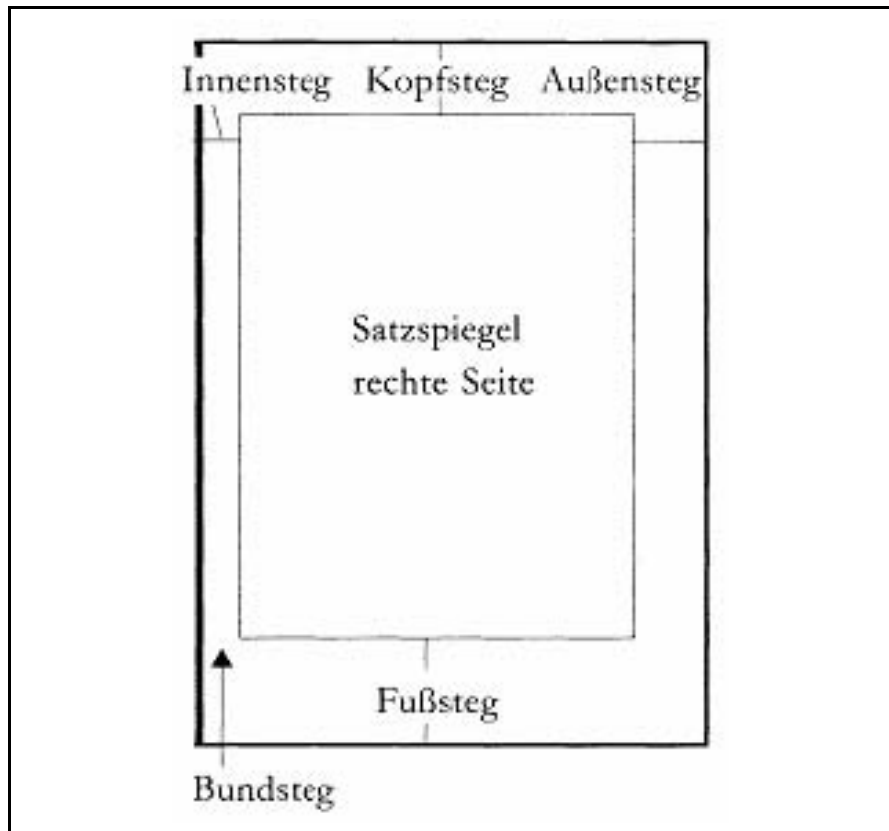 Innensteg Kopfsteg Außensteg
Satzspiegel
rechte Seite
Fußsteg
Bundsteg